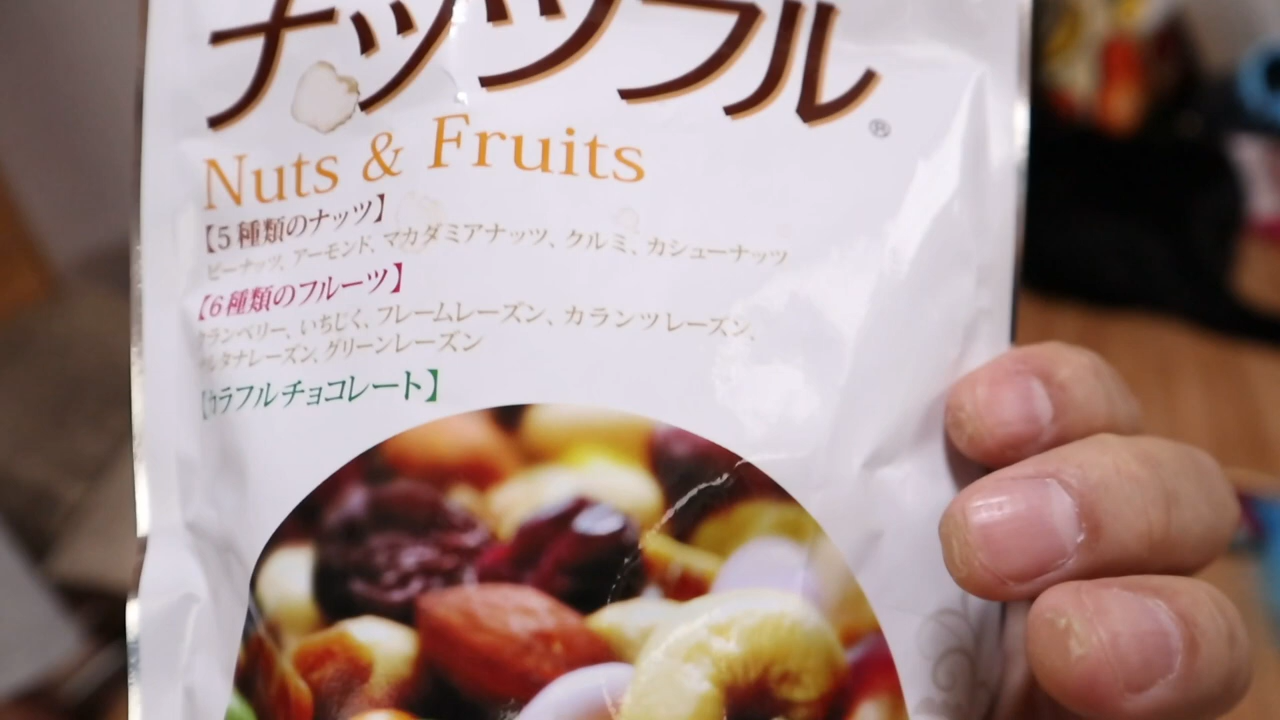 ナッツフル®
Nuts & Fruits
【5種類のナッツ】
ピーナッツ、アーモンド、マカダミアナッツ、クルミ、カシューナッツ
【6種類のフルーツ】
クランベリー、いちじく、フレームレーズン、カランツレーズン、
サルタナレーズン、グリーンレーズン
【カラフルチョコレート】